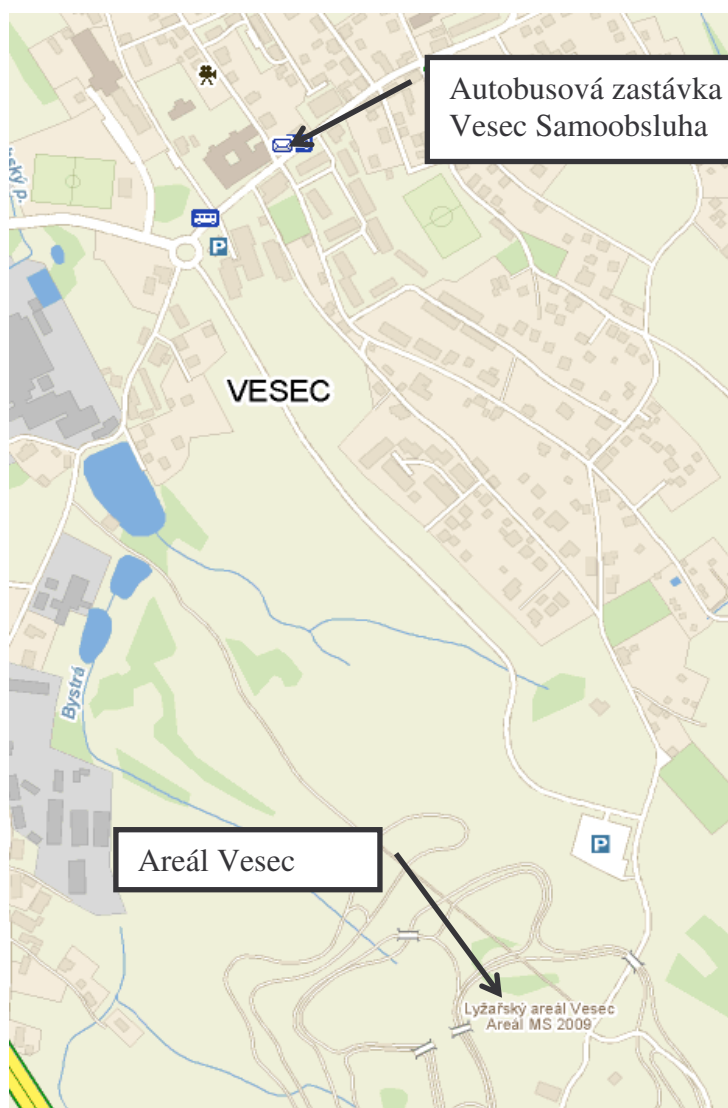 Autobusová zastávka
Vesec Samoobsluha
P
VESEC
Bystrá
P
Areál Vesec
Lyžařský areál Vesec
Areál MS 2009